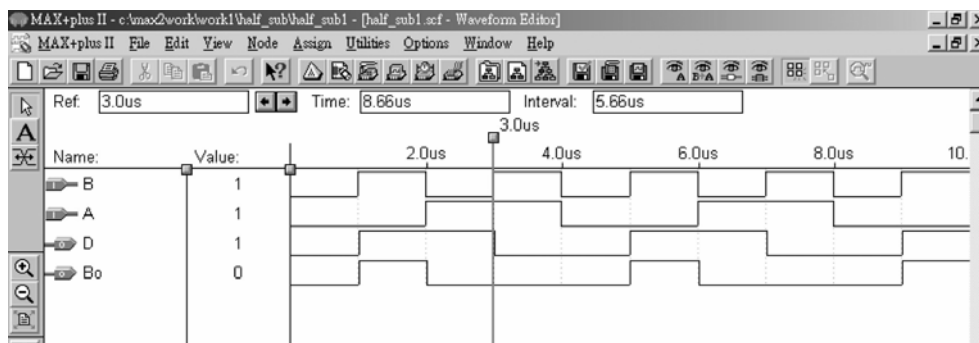 MAX+plus II - c:\max2work\work1\half_sub\half_sub1 - [half_sub1.scf - Waveform Editor]
MAX+plus II File Edit View Node Assign Utilities Options Window Help
Ref: 3.0us Time: 8.66us Interval: 5.66us
3.0us
Name: Value: 2.0us 4.0us 6.0us 8.0us 10.
B 1
A 1
D 1
Bo 0